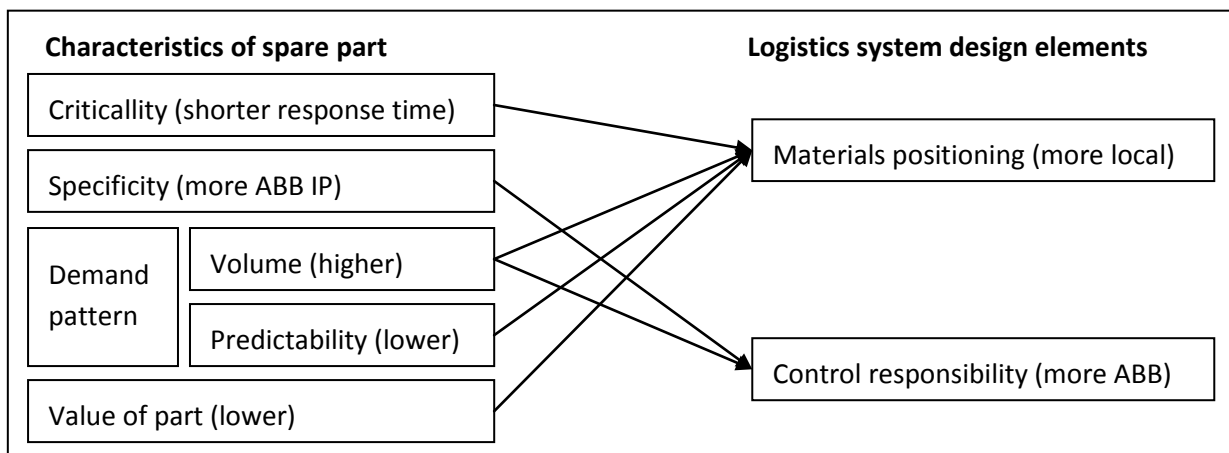 Characteristics of spare part
Criticallity (shorter response time)
Specificity (more ABB IP)
Demand
pattern
Volume (higher)
Predictability (lower)
Value of part (lower)
Logistics system design elements
Materials positioning (more local)
Control responsibility (more ABB)